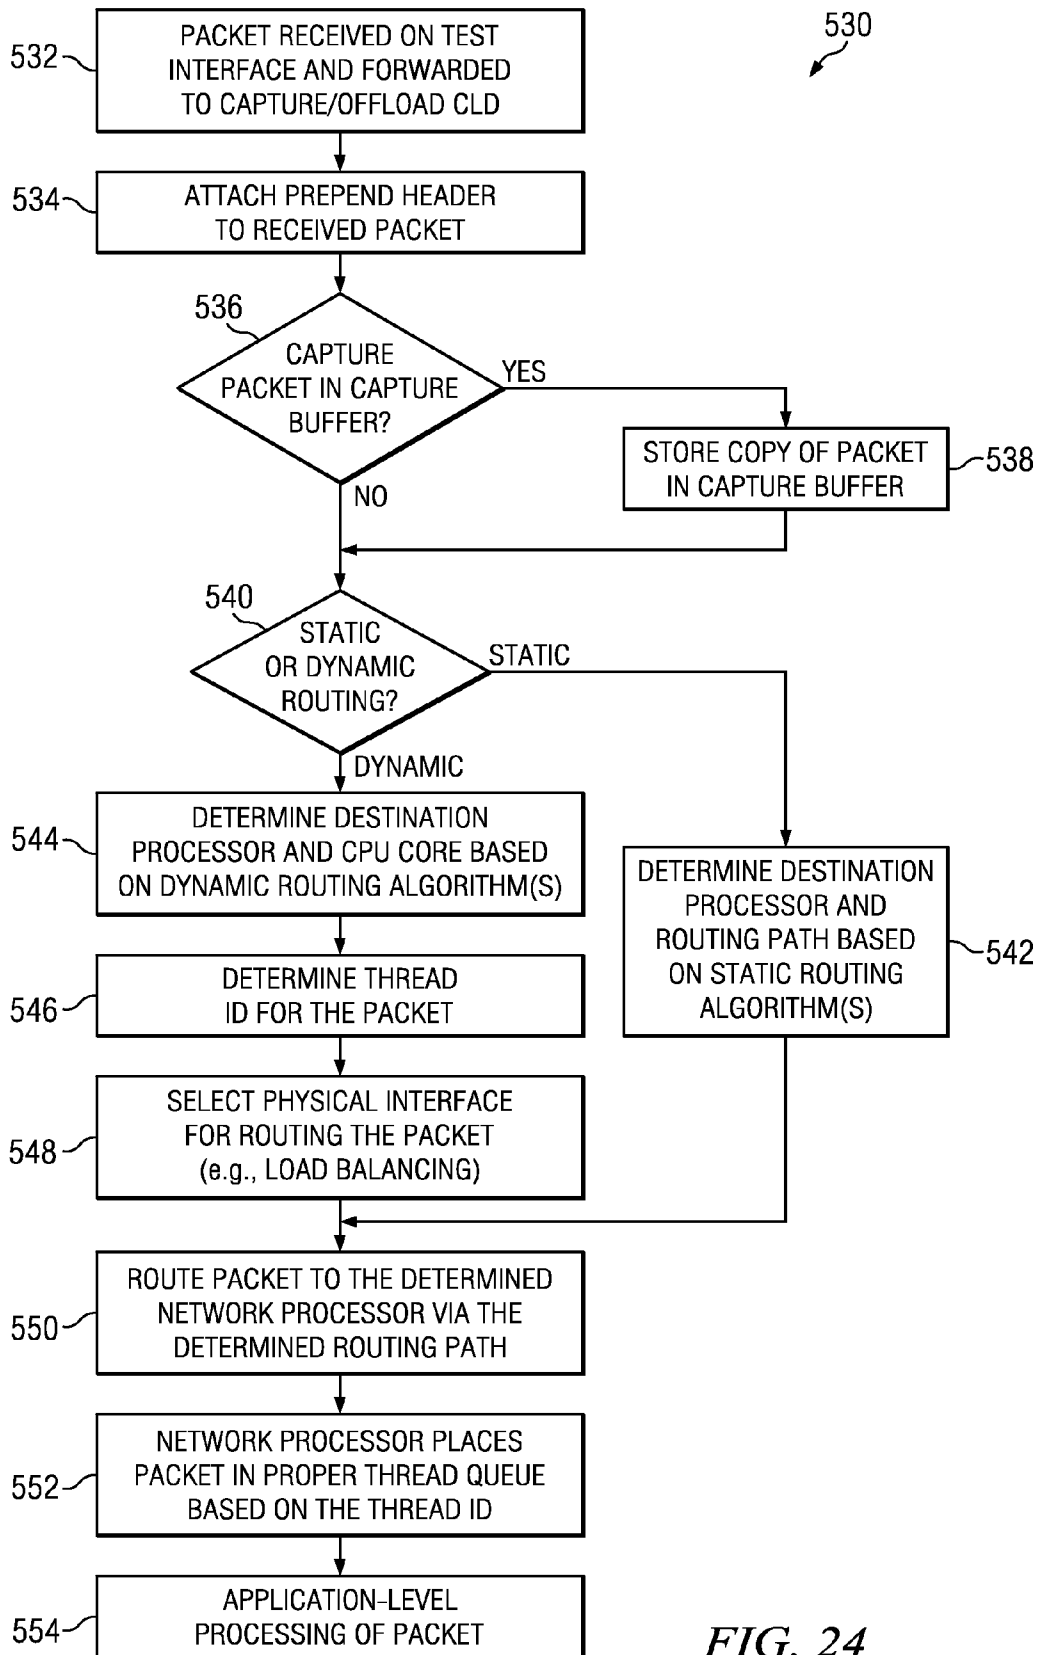 530
532
PACKET RECEIVED ON TEST
INTERFACE AND FORWARDED
TO CAPTURE/OFFLOAD CLD
534
ATTACH PREPEND HEADER
TO RECEIVED PACKET
536
CAPTURE
PACKET IN CAPTURE
BUFFER?
YES
NO
STORE COPY OF PACKET
IN CAPTURE BUFFER
538
540
STATIC
OR DYNAMIC
ROUTING?
STATIC
DYNAMIC
544
DETERMINE DESTINATION
PROCESSOR AND CPU CORE BASED
ON DYNAMIC ROUTING ALGORITHM(S)
DETERMINE DESTINATION
PROCESSOR AND
ROUTING PATH BASED
ON STATIC ROUTING
ALGORITHM(S)
542
546
DETERMINE THREAD
ID FOR THE PACKET
548
SELECT PHYSICAL INTERFACE
FOR ROUTING THE PACKET
(e.g., LOAD BALANCING)
550
ROUTE PACKET TO THE DETERMINED
NETWORK PROCESSOR VIA THE
DETERMINED ROUTING PATH
552
NETWORK PROCESSOR PLACES
PACKET IN PROPER THREAD QUEUE
BASED ON THE THREAD ID
554
APPLICATION-LEVEL
PROCESSING OF PACKET
FIG. 24